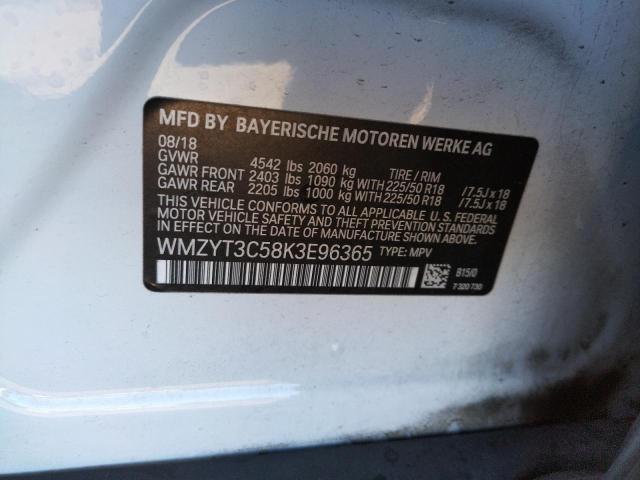 MFD BY BAYERISCHE MOTOREN WERKE AG
08/18
GVWR 4542 lbs 2060 kg TIRE / RIM
GAWR FRONT 2403 lbs 1090 kg WITH 225/50 R18 /7.5J x 18
GAWR REAR 2205 lbs 1000 kg WITH 225/50 R18 /7.5J x 18
THIS VEHICLE CONFORMS TO ALL APPLICABLE U.S. FEDERAL
MOTOR VEHICLE SAFETY AND THEFT PREVENTION STANDARDS
IN EFFECT ON THE DATE OF MANUFACTURE SHOWN ABOVE.
WMZYT3C58K3E96365 TYPE: MPV
B15/0
7 320 730